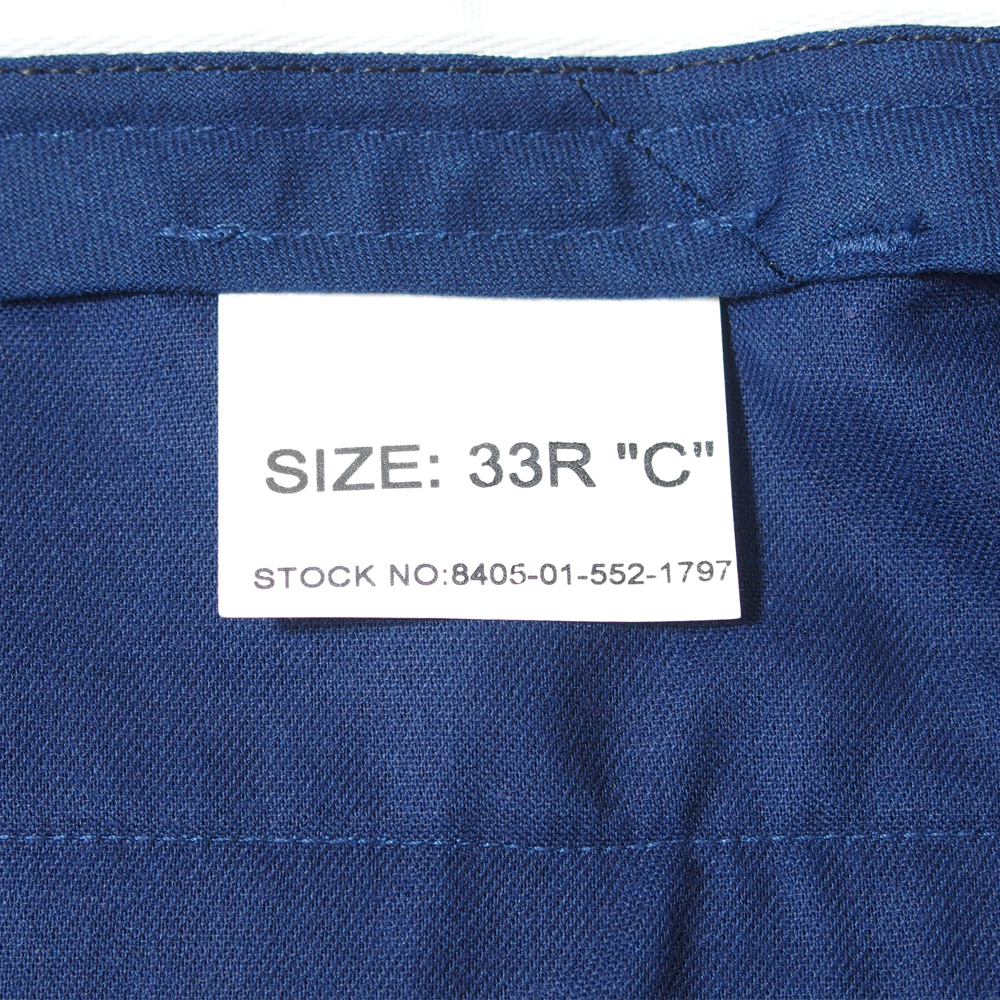 SIZE: 33R "C"
STOCK NO:8405-01-552-1797